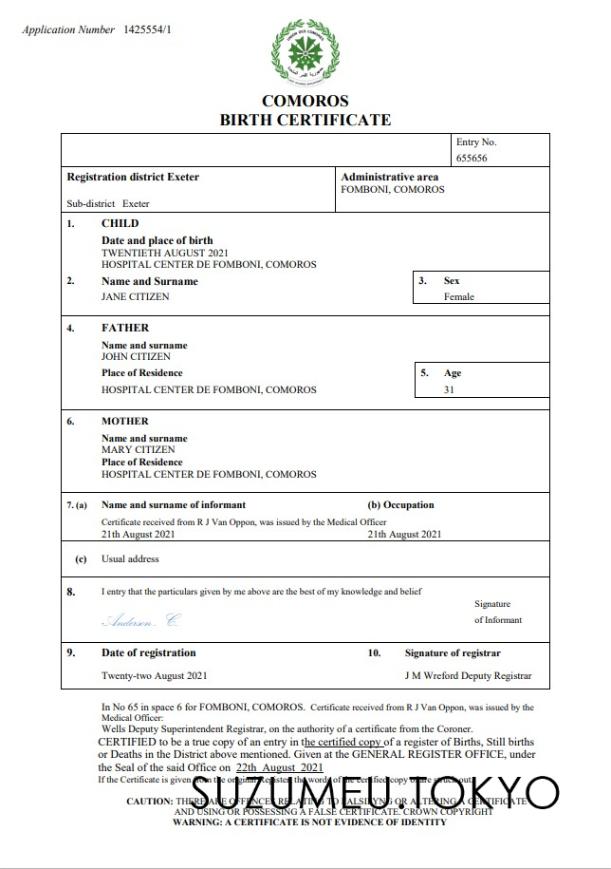 Application Number 1425554/1
COMOROS
BIRTH CERTIFICATE
Entry No.
655656
Registration district Exeter
Administrative area
FOMBONI, COMOROS
Sub-district Exeter
1. CHILD
Date and place of birth
TWENTIETH AUGUST 2021
HOSPITAL CENTER DE FOMBONI, COMOROS
2. Name and Surname
3. Sex
JANE CITIZEN
Female
4. FATHER
Name and surname
JOHN CITIZEN
Place of Residence
5. Age
HOSPITAL CENTER DE FOMBONI, COMOROS
31
6. MOTHER
Name and surname
MARY CITIZEN
Place of Residence
HOSPITAL CENTER DE FOMBONI, COMOROS
7. (a) Name and surname of informant (b) Occupation
Certificate received from R J Van Oppon, was issued by the Medical Officer
21th August 2021 21th August 2021
(c) Usual address
8. I entry that the particulars given by me above are the best of my knowledge and belief
Signature
of Informant
Anderson. C.
9. Date of registration 10. Signature of registrar
Twenty-two August 2021 J M Wreford Deputy Registrar
In No 65 in space 6 for FOMBONI, COMOROS. Certificate received from R J Van Oppon, was issued by the
Medical Officer:
Wells Deputy Superintendent Registrar, on the authority of a certificate from the Coroner.
CERTIFIED to be a true copy of an entry in the certified copy of a register of Births, Still births
or Deaths in the District above mentioned. Given at the GENERAL REGISTER OFFICE, under
the Seal of the said Office on 22th August 2021
If the Certificate is given from the original Register the words of the certified copy of are struck out.
SUZUMEU.TOKYO
CAUTION: THERE ARE OFFENCES RELATING TO FALSIFYNG OR ALTERING A CERTIFICATE
AND USING OR POSSESSING A FALSE CERTIFICATE. CROWN COPYRIGHT
WARNING: A CERTIFICATE IS NOT EVIDENCE OF IDENTITY